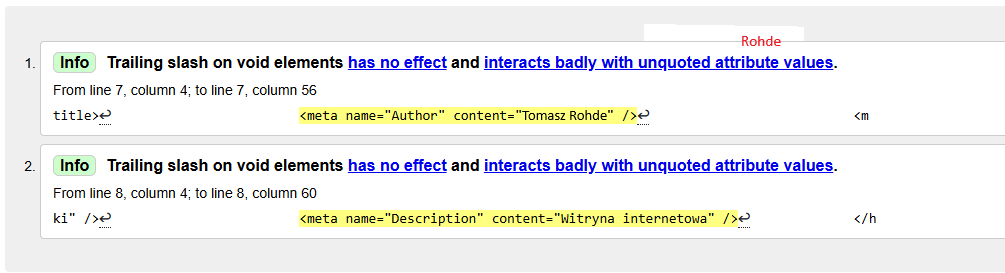 Rohde
1. Info Trailing slash on void elements has no effect and interacts badly with unquoted attribute values.
From line 7, column 4; to line 7, column 56
title>↩ <meta name="Author" content="Tomasz Rohde" />↩ <m
2. Info Trailing slash on void elements has no effect and interacts badly with unquoted attribute values.
From line 8, column 4; to line 8, column 60
ki" />↩ <meta name="Description" content="Witryna internetowa" />↩ </h